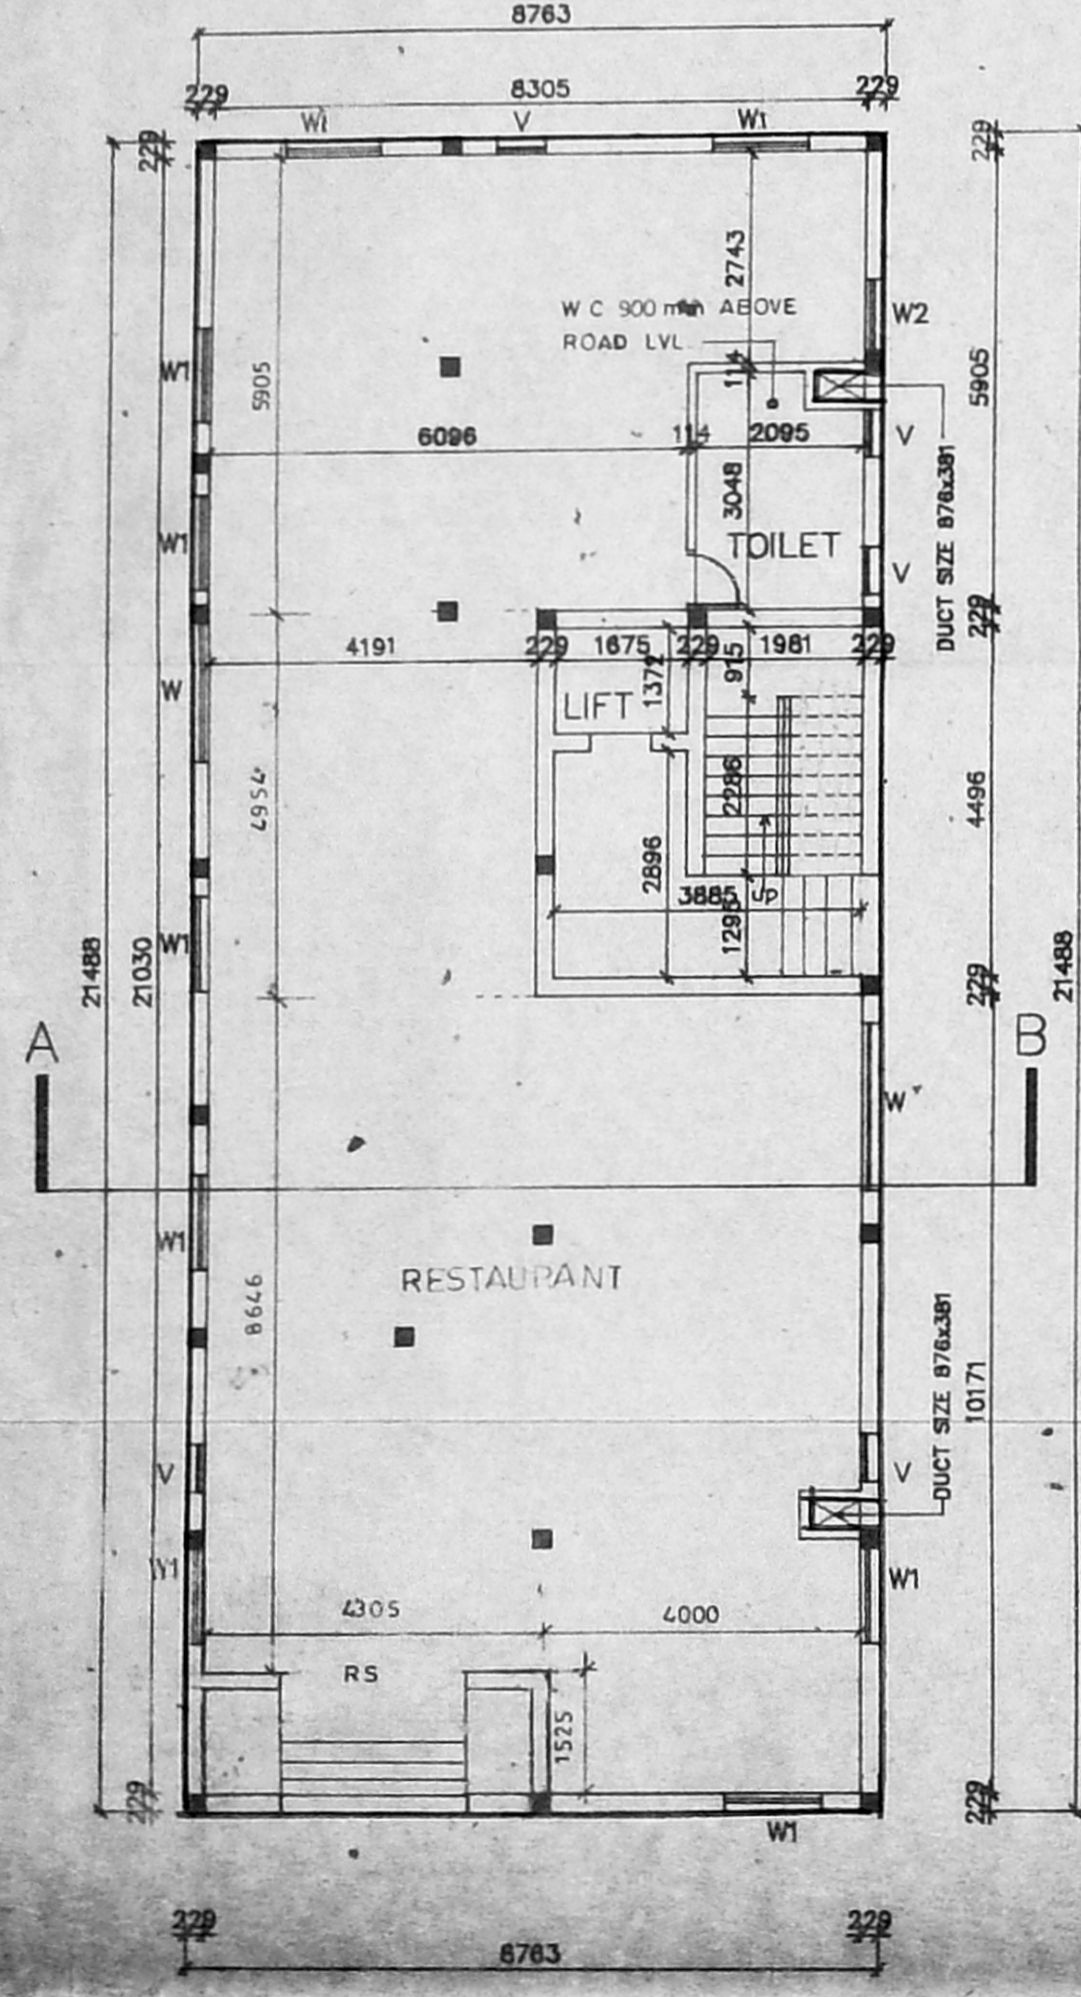 8763
229 8305 229
W1 V W1
229
229
2743
W C 900 mm ABOVE
ROAD LVL
W2
W1
5905
114
5905
6096 114 2095
V
3048
DUCT SIZE 876x381
W1
TOILET
V
229
4191 229 1675 229 1981 229
915
1372
W
LIFT
4954
2286
4496
2896
3885 UP
1295
21488
21030
W1
229
21488
A
B
W
W1
RESTAURANT
8646
DUCT SIZE 876x381
10171
V
V
W1
4305
4000
RS
1525
229
229
W1
229 229
8763